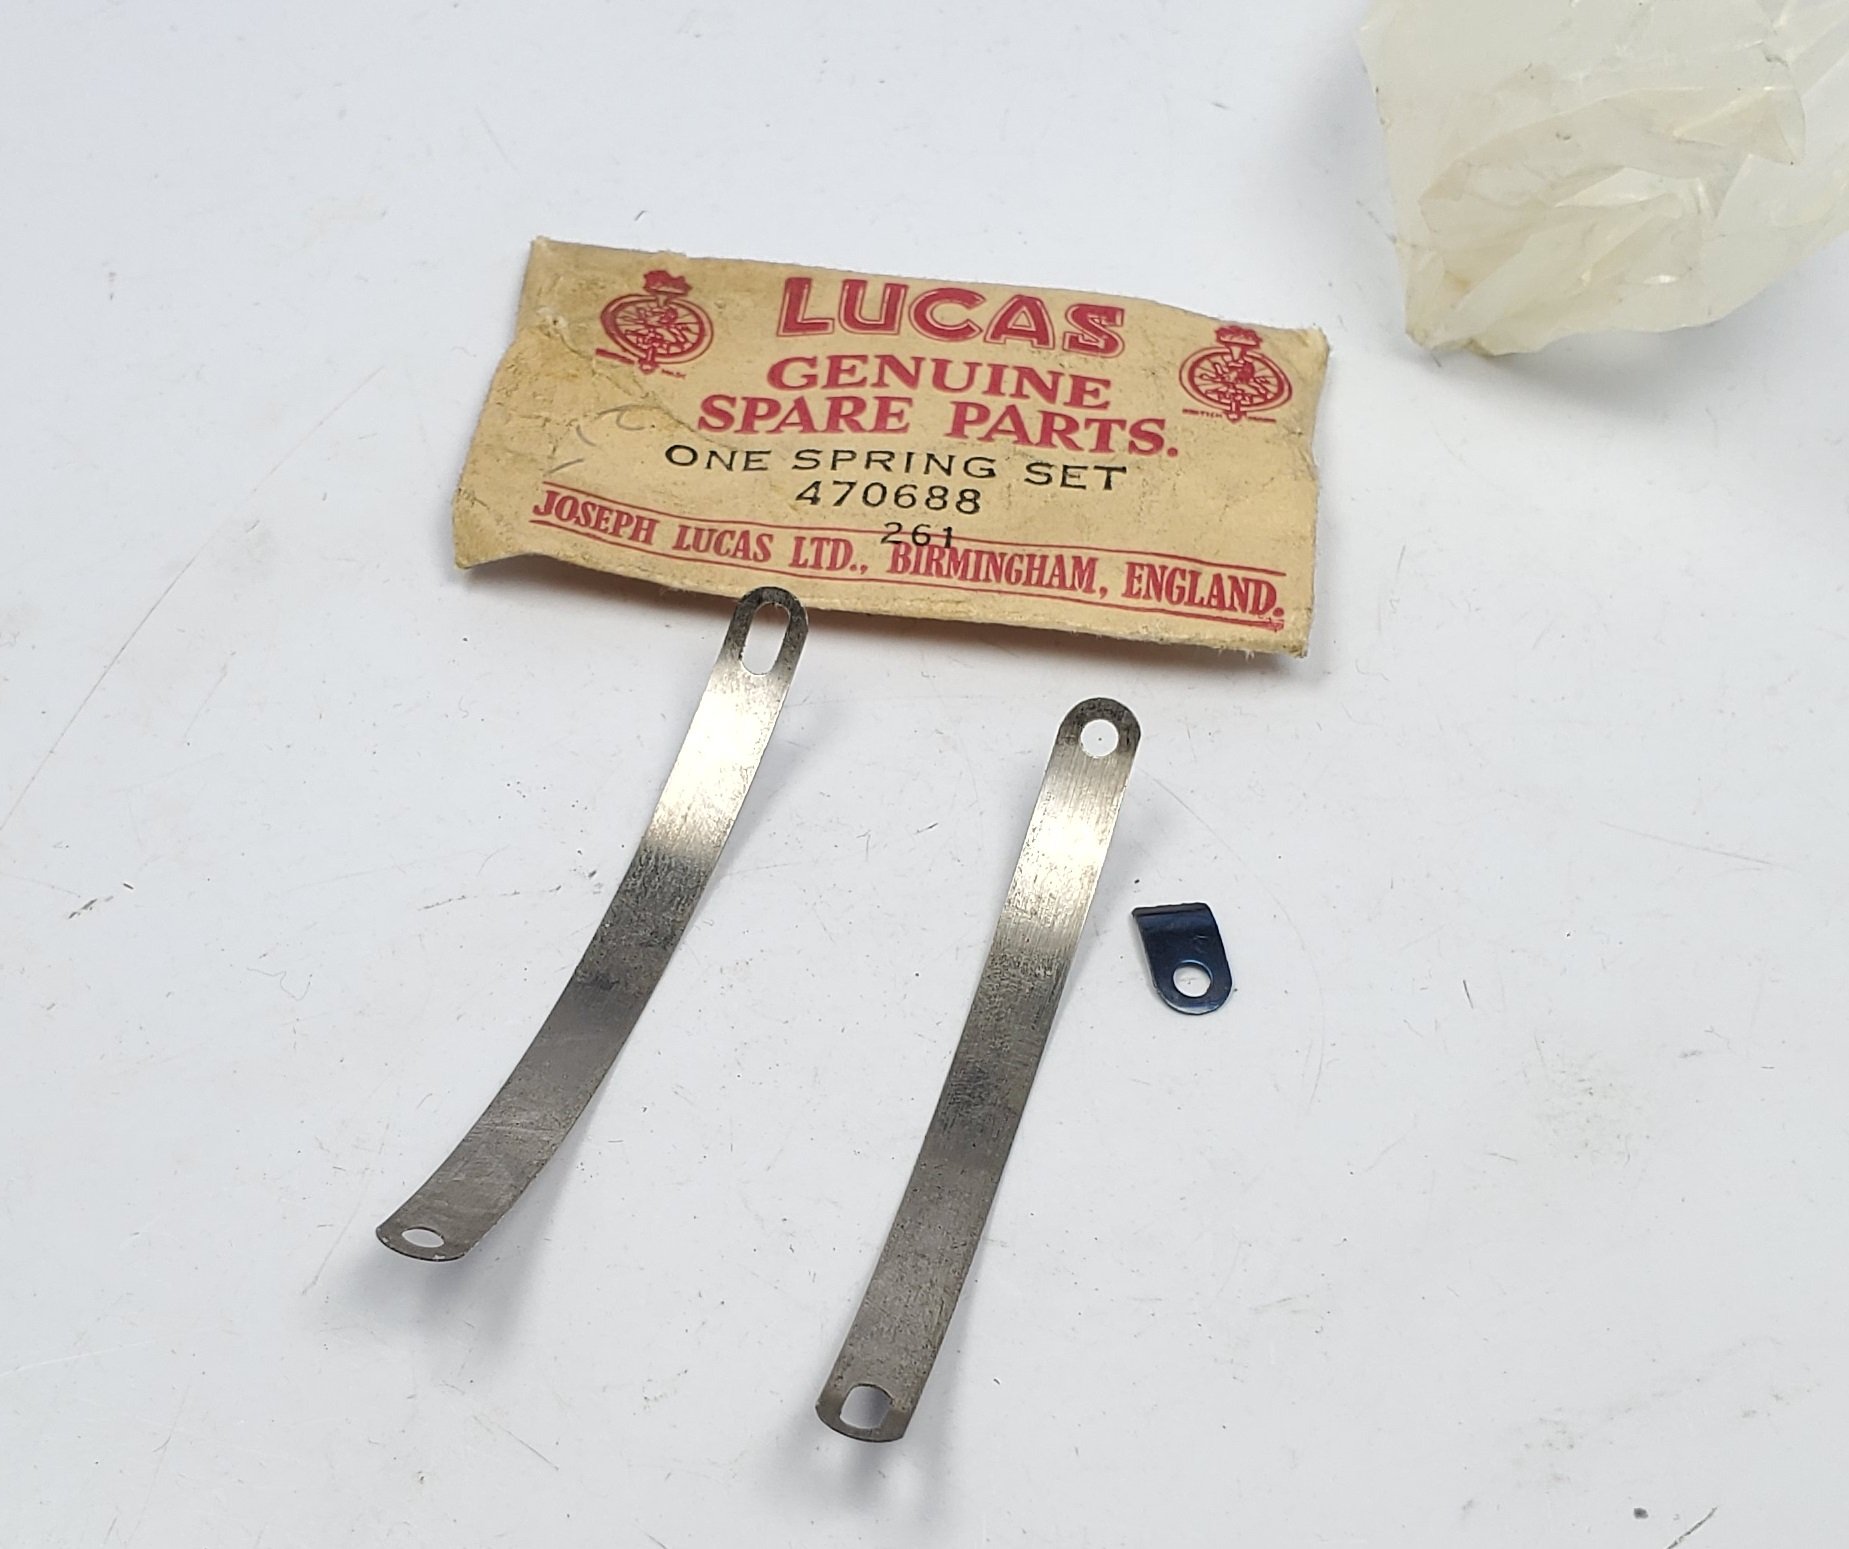 LUCAS
GENUINE
SPARE PARTS.
ONE SPRING SET
470688
261
JOSEPH LUCAS LTD., BIRMINGHAM, ENGLAND.